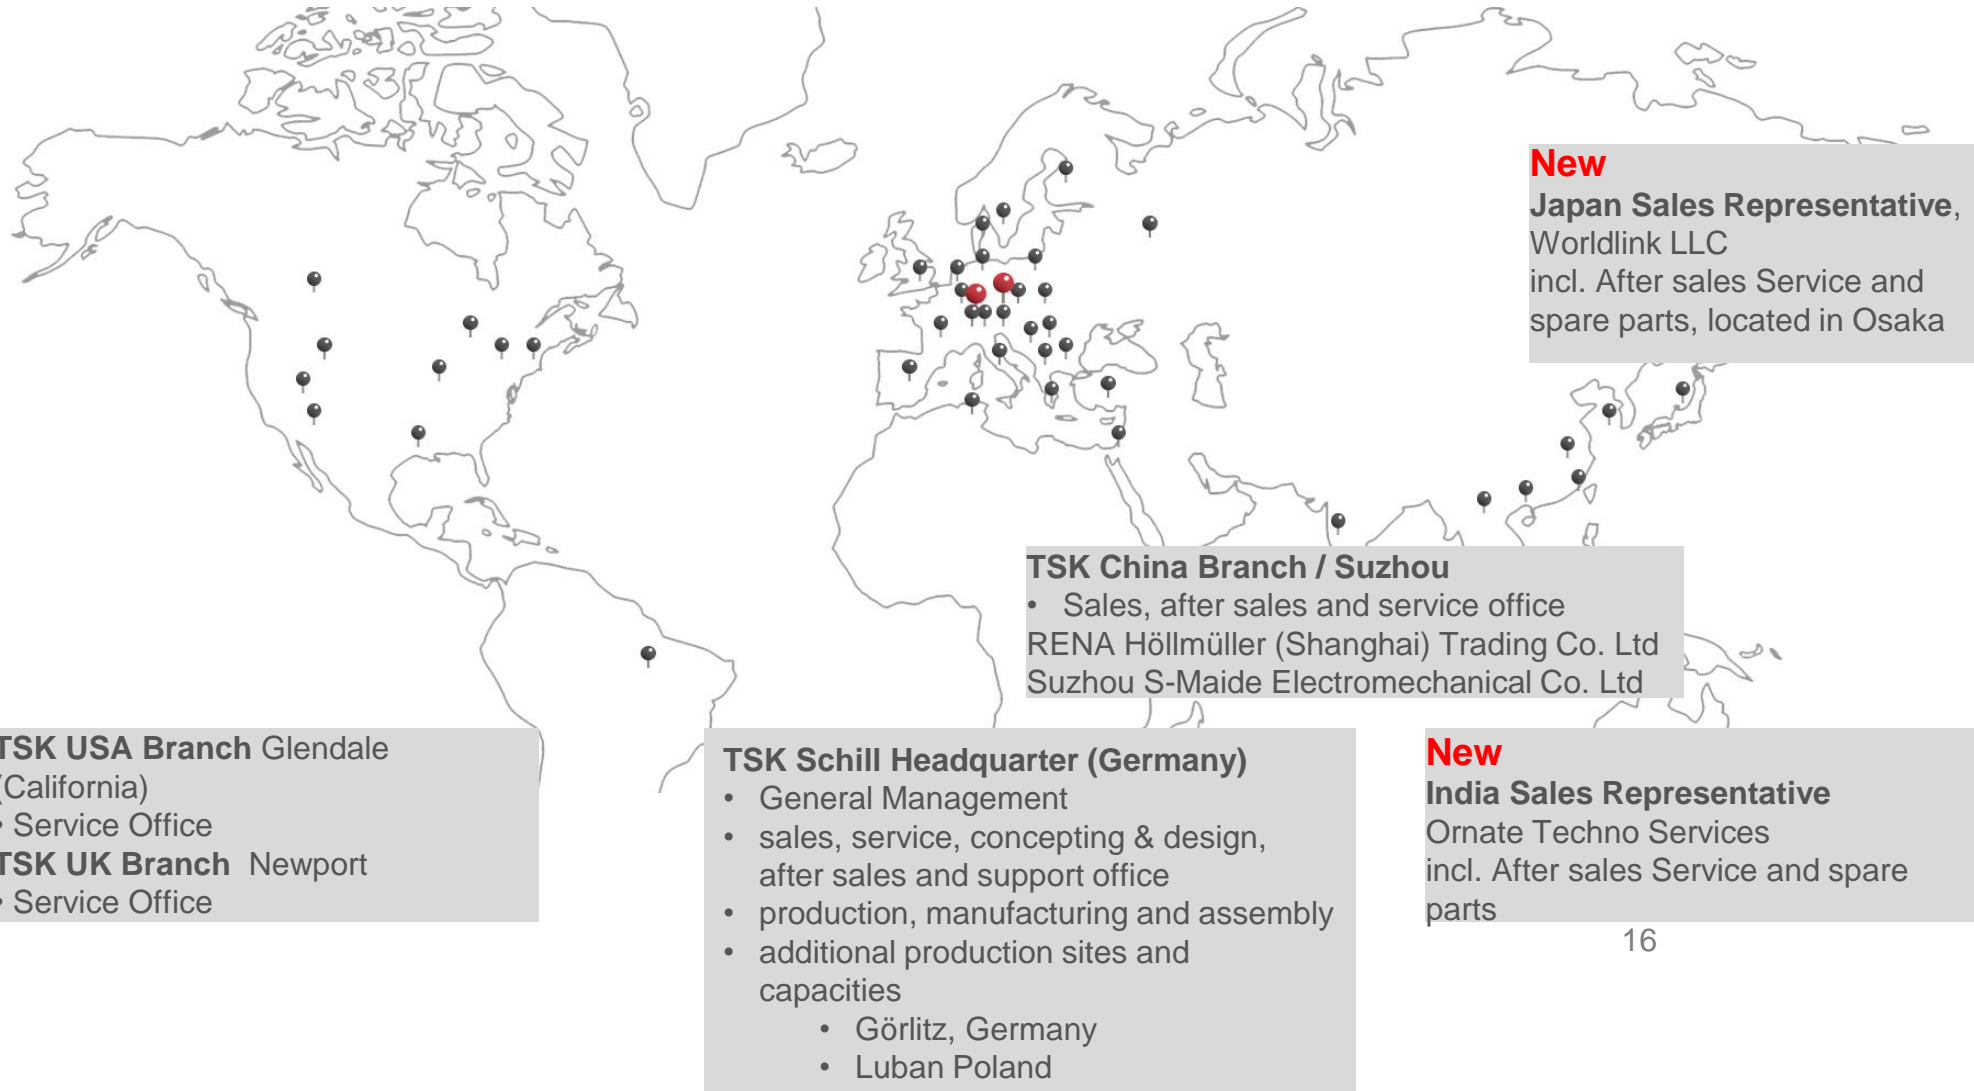 New
Japan Sales Representative,
Worldlink LLC
incl. After sales Service and
spare parts, located in Osaka
TSK China Branch / Suzhou
• Sales, after sales and service office
RENA Höllmüller (Shanghai) Trading Co. Ltd
Suzhou S-Maide Electromechanical Co. Ltd
TSK USA Branch Glendale
(California)
• Service Office
TSK UK Branch Newport
• Service Office
TSK Schill Headquarter (Germany)
• General Management
• sales, service, concepting & design,
after sales and support office
• production, manufacturing and assembly
• additional production sites and
capacities
• Görlitz, Germany
• Luban Poland
New
India Sales Representative
Ornate Techno Services
incl. After sales Service and spare
parts
16